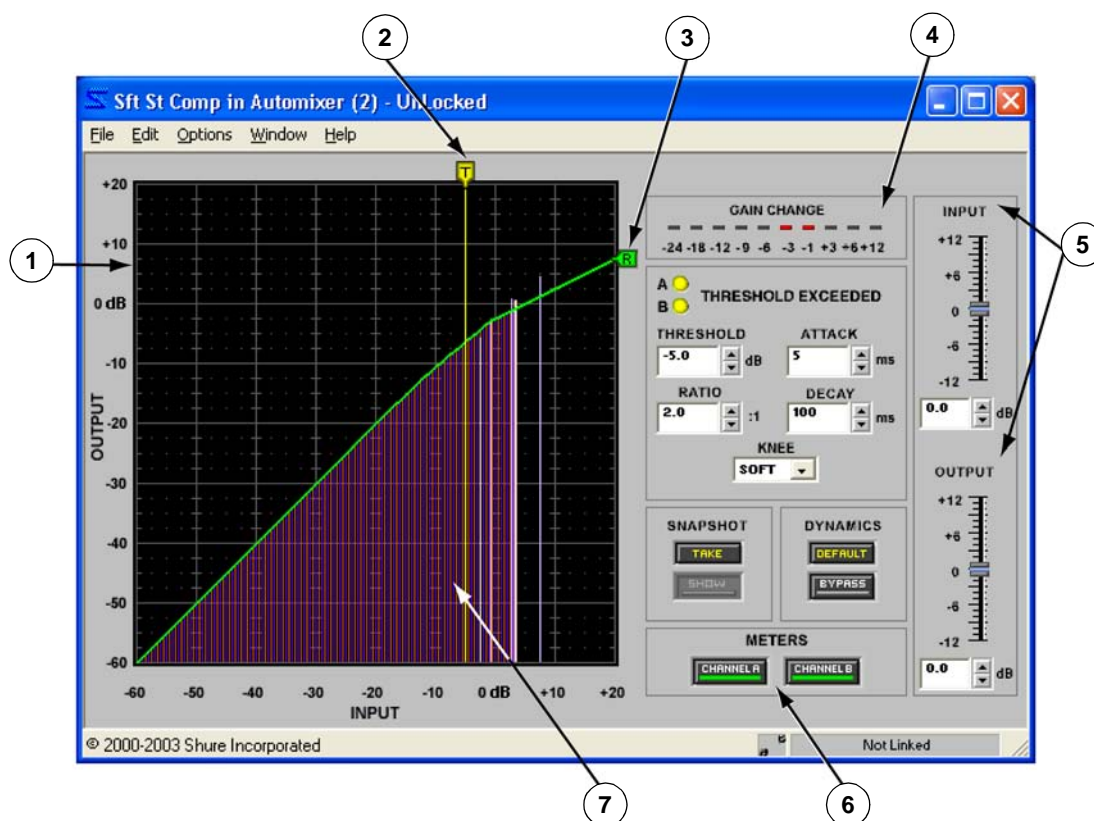 2
3
4
Sft St Comp in Automixer (2) - UnLocked
File Edit Options Window Help
T
+20
+10
0 dB
-10
-20
-30
-40
-50
-60
OUTPUT
1
R
-60 -50 -40 -30 -20 -10 0 dB +10 +20
INPUT
GAIN CHANGE
-24 -18 -12 -9 -6 -3 -1 +3 +6 +12
A
B
THRESHOLD EXCEEDED
THRESHOLD ATTACK
-5.0 dB 5 ms
RATIO DECAY
2.0 :1 100 ms
KNEE
SOFT
SNAPSHOT
TAKE
SHOW
DYNAMICS
DEFAULT
BYPASS
METERS
CHANNEL A CHANNEL B
INPUT
+12
+6
0
-6
-12
0.0 dB
5
OUTPUT
+12
+6
0
-6
-12
0.0 dB
© 2000-2003 Shure Incorporated
a B
Not Linked
7
6